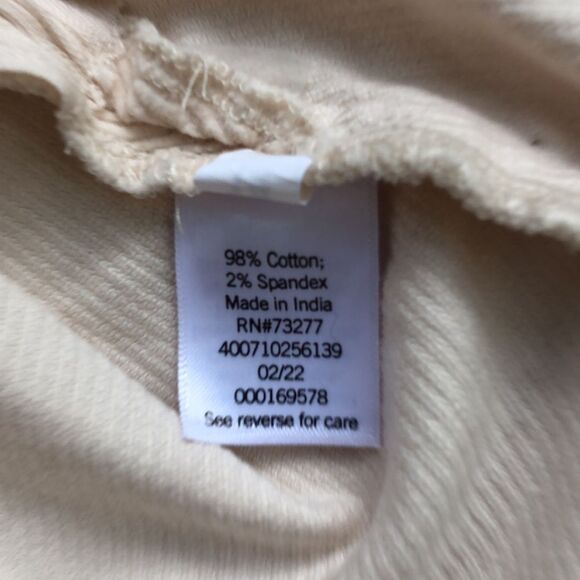 98% Cotton;
2% Spandex
Made in India
RN#73277
400710256139
02/22
000169578
See reverse for care